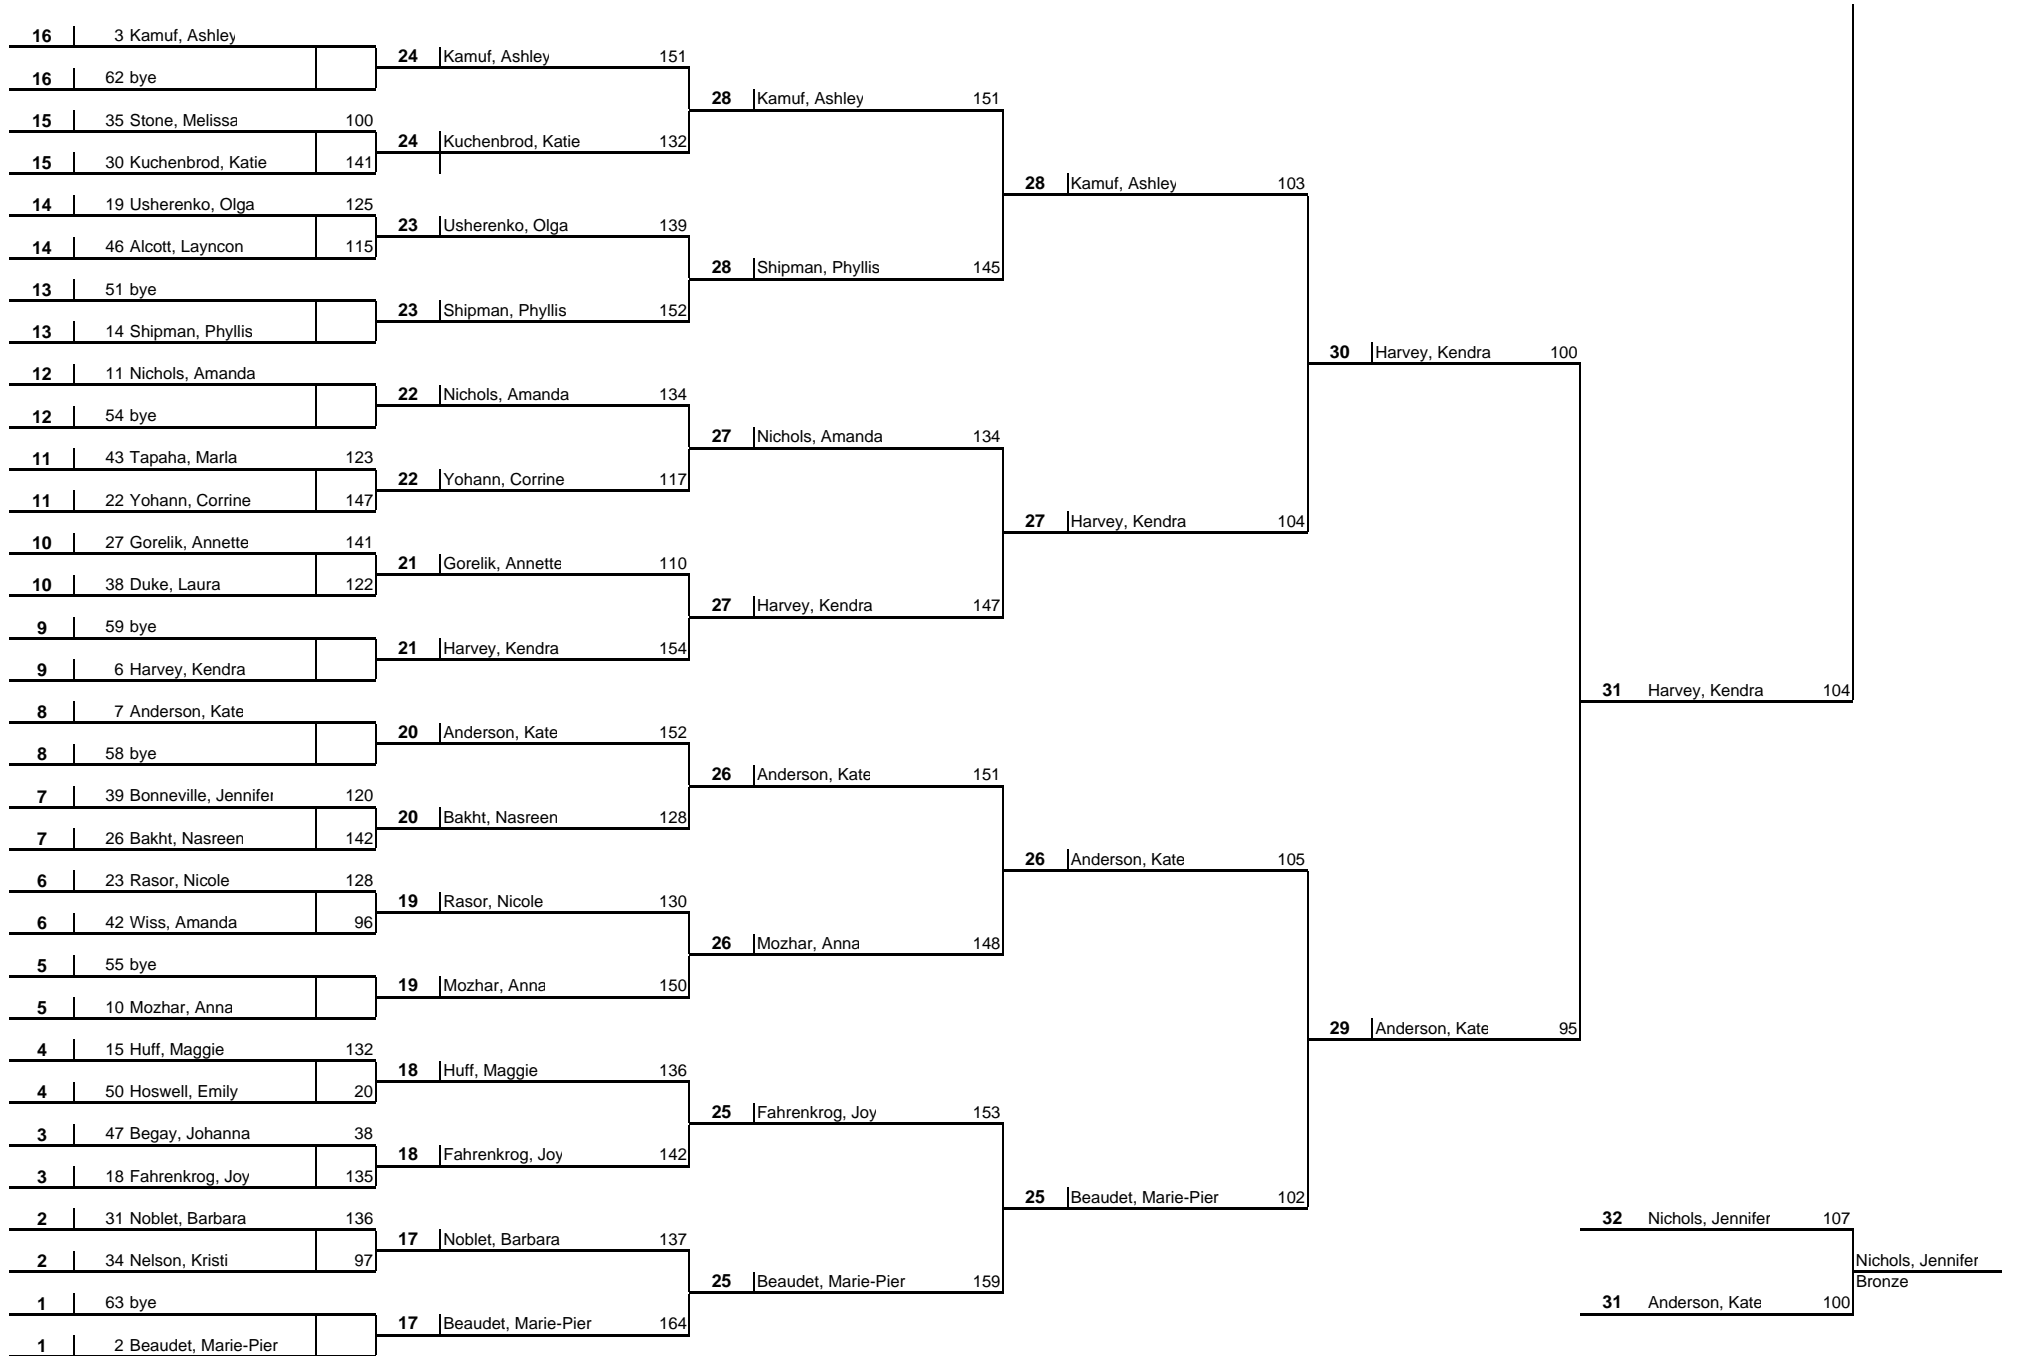 16 3 Kamuf, Ashley
24 Kamuf, Ashley 151
16 62 bye
28 Kamuf, Ashley 151
15 35 Stone, Melissa 100
24 Kuchenbrod, Katie 132
15 30 Kuchenbrod, Katie 141
28 Kamuf, Ashley 103
14 19 Usherenko, Olga 125
23 Usherenko, Olga 139
14 46 Alcott, Layncon 115
28 Shipman, Phyllis 145
13 51 bye
23 Shipman, Phyllis 152
13 14 Shipman, Phyllis
30 Harvey, Kendra 100
12 11 Nichols, Amanda
22 Nichols, Amanda 134
12 54 bye
27 Nichols, Amanda 134
11 43 Tapaha, Marla 123
22 Yohann, Corrine 117
11 22 Yohann, Corrine 147
27 Harvey, Kendra 104
10 27 Gorelik, Annette 141
21 Gorelik, Annette 110
10 38 Duke, Laura 122
27 Harvey, Kendra 147
9 59 bye
21 Harvey, Kendra 154
9 6 Harvey, Kendra
31 Harvey, Kendra 104
8 7 Anderson, Kate
20 Anderson, Kate 152
8 58 bye
26 Anderson, Kate 151
7 39 Bonneville, Jennifer 120
20 Bakht, Nasreen 128
7 26 Bakht, Nasreen 142
26 Anderson, Kate 105
6 23 Rasor, Nicole 128
19 Rasor, Nicole 130
6 42 Wiss, Amanda 96
26 Mozhar, Anna 148
5 55 bye
19 Mozhar, Anna 150
5 10 Mozhar, Anna
29 Anderson, Kate 95
4 15 Huff, Maggie 132
18 Huff, Maggie 136
4 50 Hoswell, Emily 20
25 Fahrenkrog, Joy 153
3 47 Begay, Johanna 38
18 Fahrenkrog, Joy 142
3 18 Fahrenkrog, Joy 135
25 Beaudet, Marie-Pier 102
2 31 Noblet, Barbara 136
32 Nichols, Jennifer 107
17 Noblet, Barbara 137
2 34 Nelson, Kristi 97
Nichols, Jennifer
25 Beaudet, Marie-Pier 159
Bronze
1 63 bye
31 Anderson, Kate 100
17 Beaudet, Marie-Pier 164
1 2 Beaudet, Marie-Pier